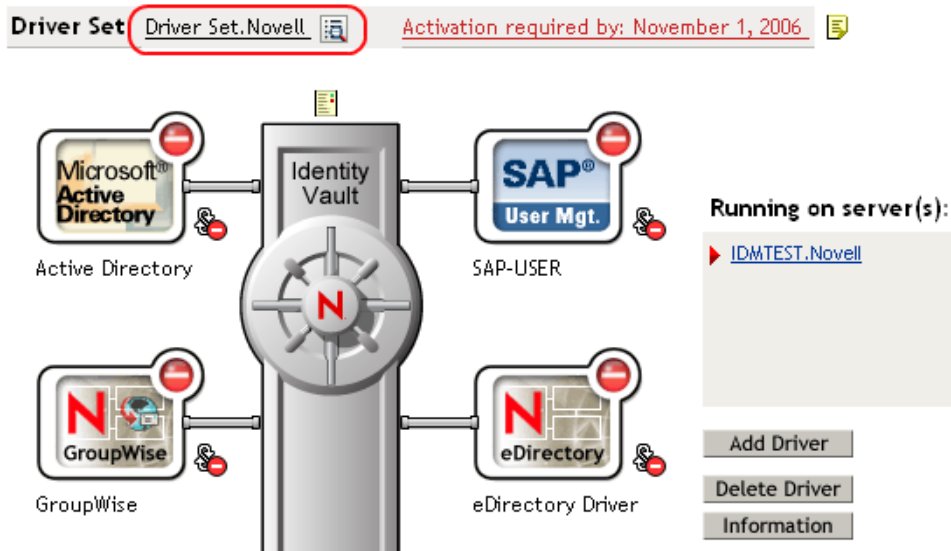 Driver Set Driver Set.Novell Activation required by: November 1, 2006
Identity
Vault
Microsoft®
Active
Directory
Active Directory
SAP®
User Mgt.
SAP-USER
Running on server(s):
IDMTEST.Novell
N
N
GroupWise
GroupWise
N
eDirectory
eDirectory Driver
Add Driver
Delete Driver
Information